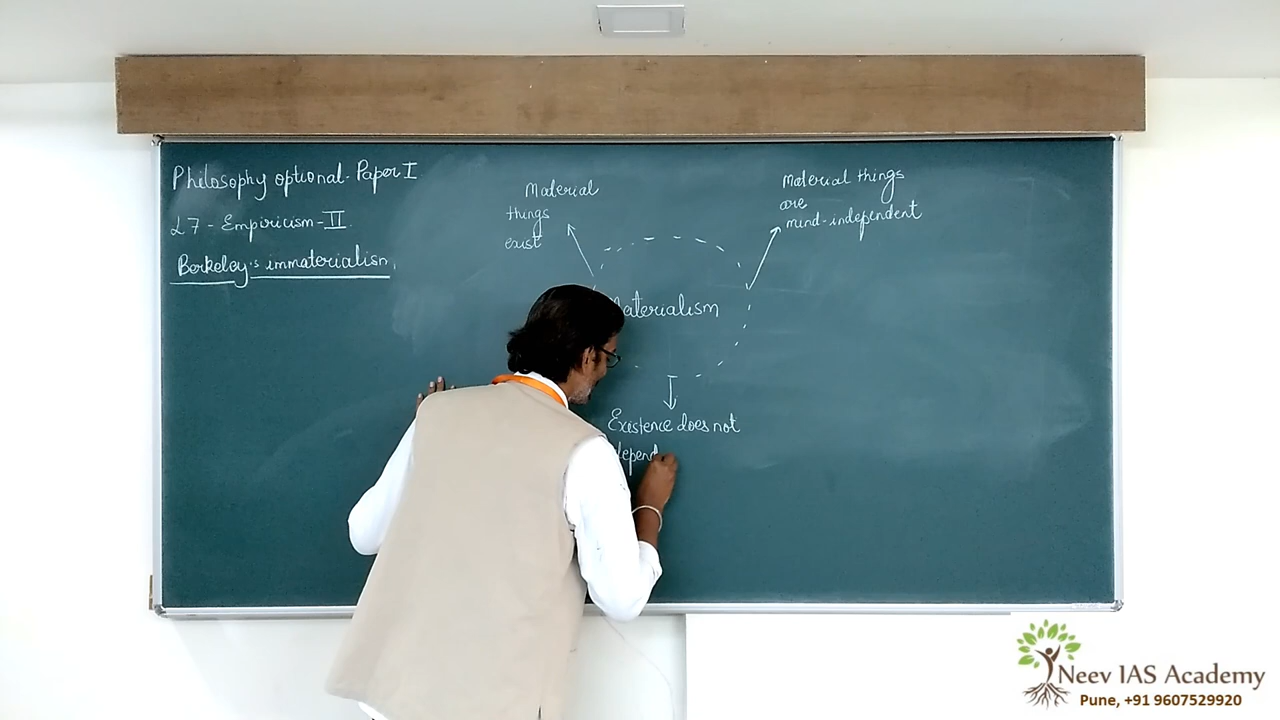 Philosophy optional - Paper I
L7 - Empiricism - II
Berkeley's immaterialism
Material
things
exist
Material things
are
mind-independent
Materialism
Existence does not
depend
Neev IAS Academy
Pune, +91 9607529920